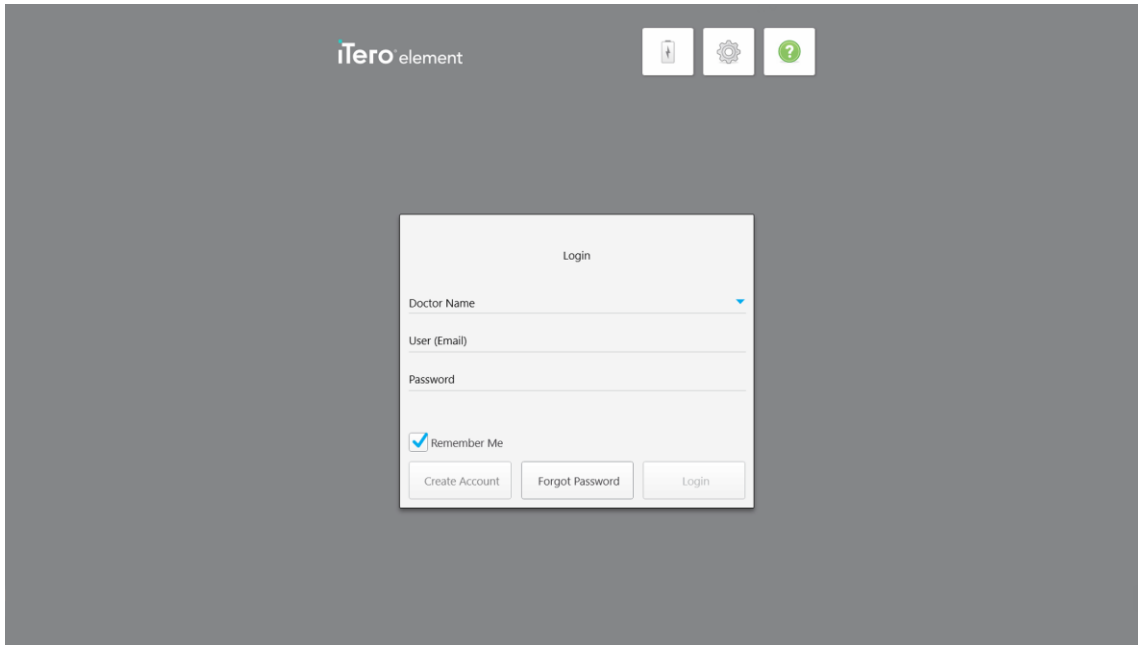 iTero element
?
Login
Doctor Name
User (Email)
Password
Remember Me
Create Account Forgot Password Login